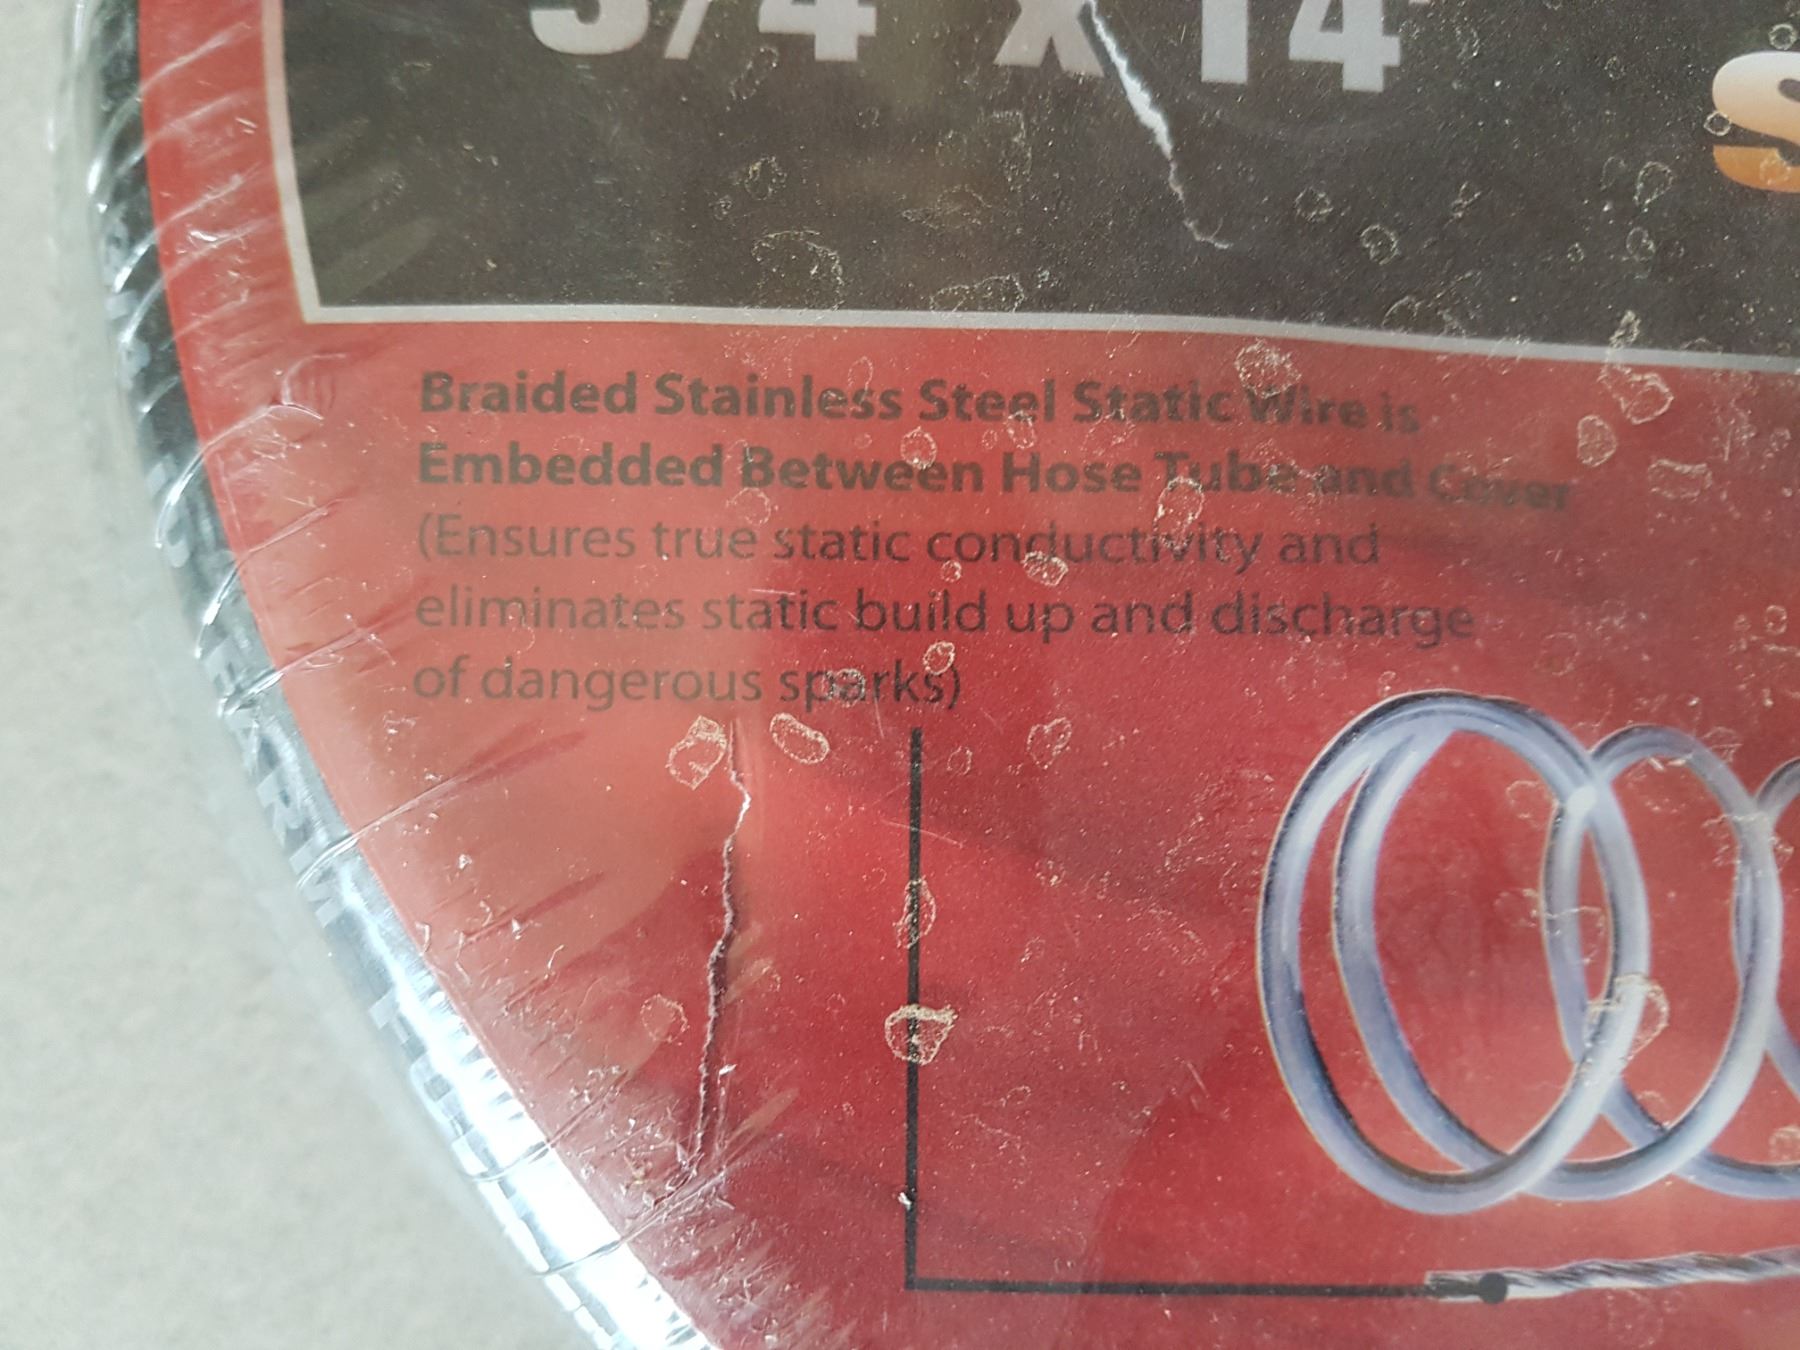 3/4" x 14'
Braided Stainless Steel Static Wire is
Embedded Between Hose Tube and Cover
(Ensures true static conductivity and
eliminates static build up and discharge
of dangerous sparks)
FARM